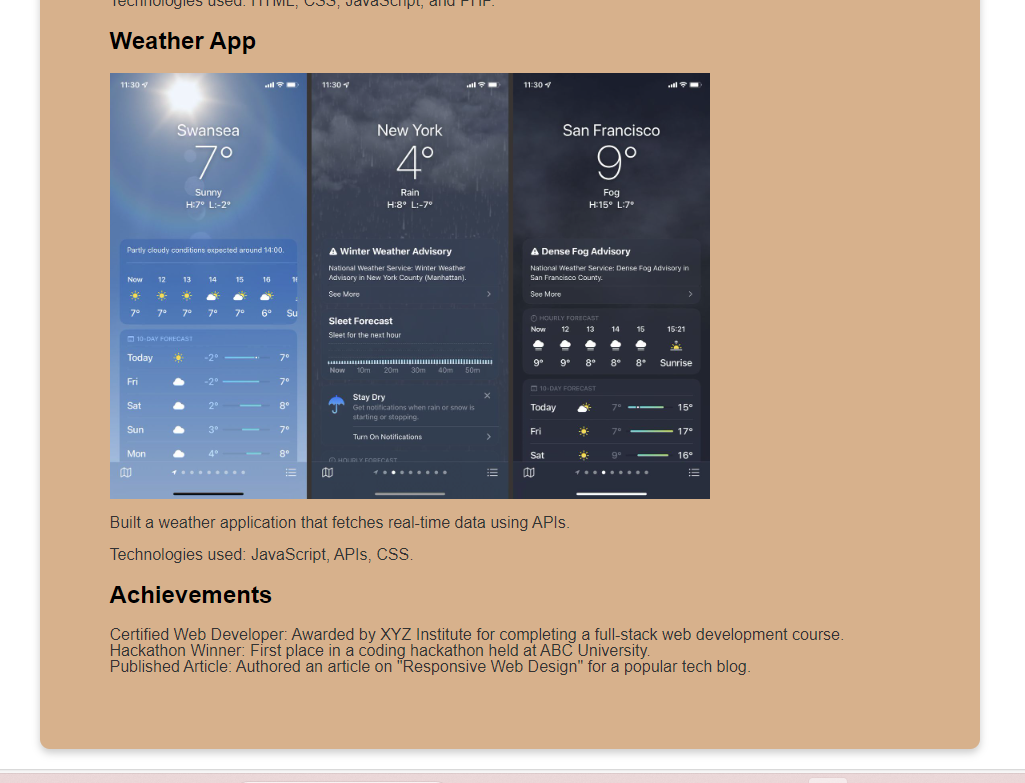 Technologies used: HTML, CSS, JavaScript, and PHP.
Weather App
11:30
Swansea
7°
Sunny
H:7° L:-2°
Partly cloudy conditions expected around 14:00.
Now 12 13 14 15 16
7° 7° 7° 7° 7° 6° Su
10-DAY FORECAST
Today -2° 7°
Fri -2° 7°
Sat 2° 8°
Sun 3° 7°
Mon 4° 8°
11:30
New York
4°
Rain
H:8° L:-7°
Winter Weather Advisory
National Weather Service: Winter Weather
Advisory in New York County (Manhattan).
See More
Sleet Forecast
Sleet for the next hour
Now 10m 20m 30m 40m 50m
Stay Dry
Get notifications when rain or snow is
starting or stopping.
Turn On Notifications
HOURLY FORECAST
11:30
San Francisco
9°
Fog
H:15° L:7°
Dense Fog Advisory
National Weather Service: Dense Fog Advisory in
San Francisco County.
See More
HOURLY FORECAST
Now 12 13 14 15 15:21
9° 9° 8° 8° 8° Sunrise
10-DAY FORECAST
Today 7° 15°
Fri 7° 17°
Sat 9° 16°
Built a weather application that fetches real-time data using APIs.
Technologies used: JavaScript, APIs, CSS.
Achievements
Certified Web Developer: Awarded by XYZ Institute for completing a full-stack web development course.
Hackathon Winner: First place in a coding hackathon held at ABC University.
Published Article: Authored an article on "Responsive Web Design" for a popular tech blog.